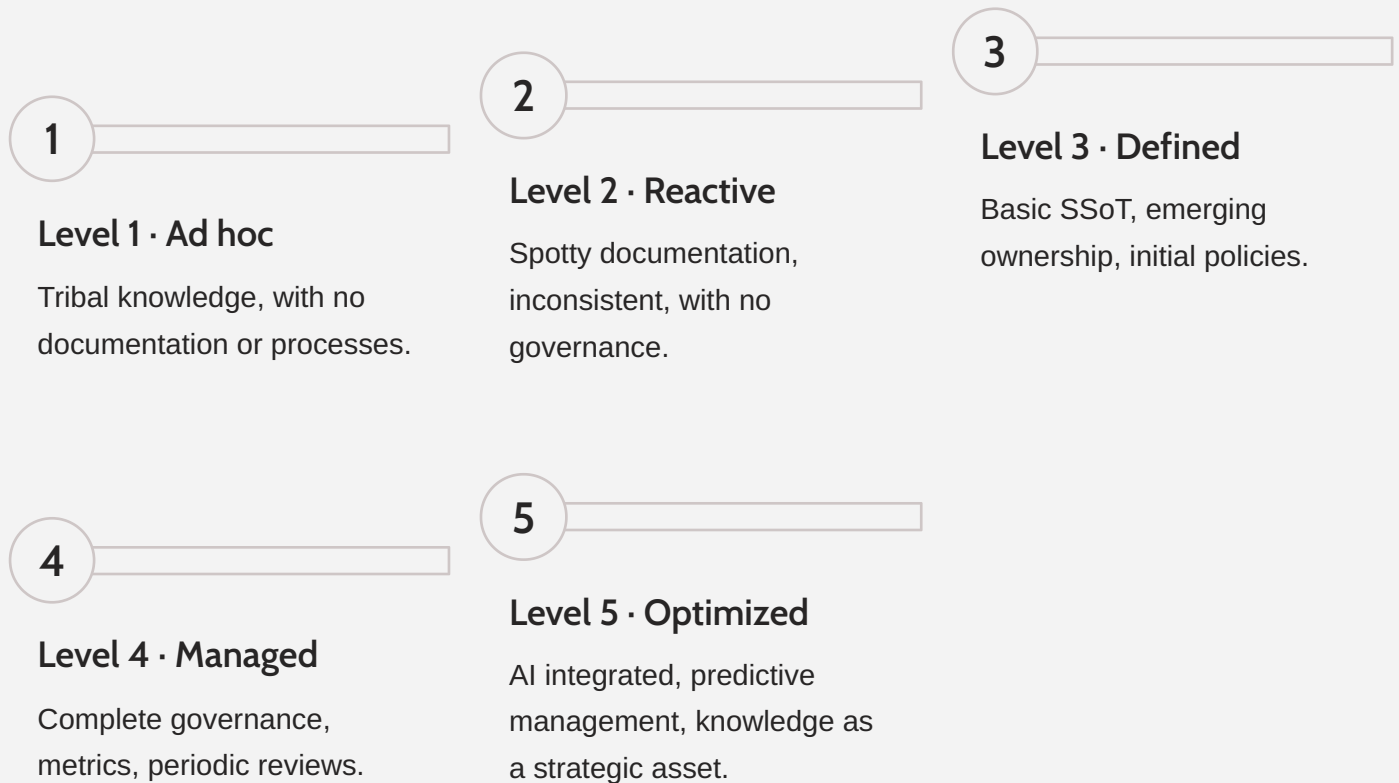 1
Level 1 · Ad hoc
Tribal knowledge, with no
documentation or processes.
2
Level 2 · Reactive
Spotty documentation,
inconsistent, with no
governance.
3
Level 3 · Defined
Basic SSoT, emerging
ownership, initial policies.
4
Level 4 · Managed
Complete governance,
metrics, periodic reviews.
5
Level 5 · Optimized
AI integrated, predictive
management, knowledge as
a strategic asset.